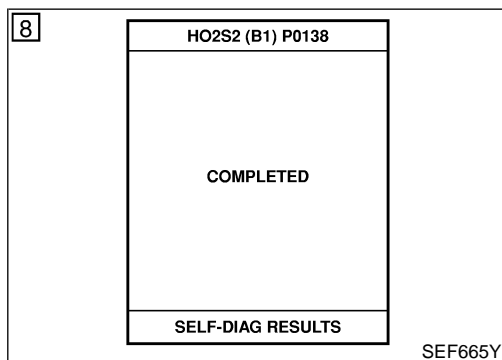 8
HO2S2 (B1) P0138
COMPLETED
SELF-DIAG RESULTS
SEF665Y